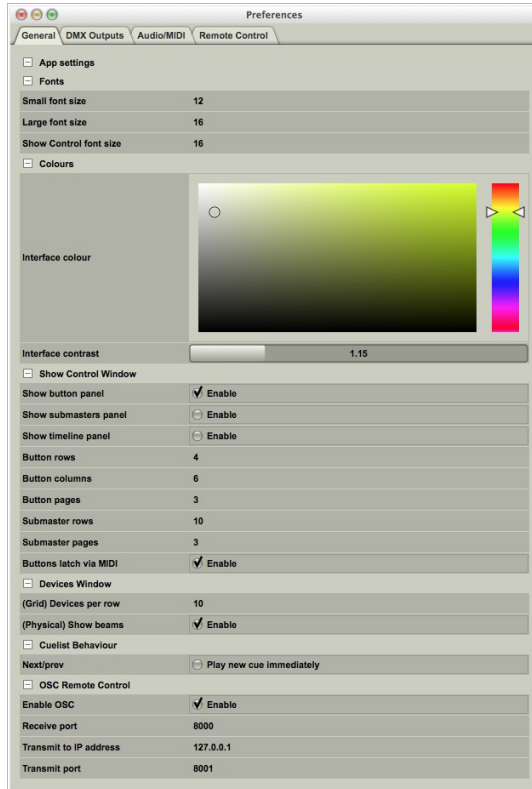 Preferences
General DMX Outputs Audio/MIDI Remote Control
App settings
Fonts
Small font size 12
Large font size 16
Show Control font size 16
Colours
Interface colour
Interface contrast 1.15
Show Control Window
Show button panel Enable
Show submasters panel Enable
Show timeline panel Enable
Button rows 4
Button columns 6
Button pages 3
Submaster rows 10
Submaster pages 3
Buttons latch via MIDI Enable
Devices Window
(Grid) Devices per row 10
(Physical) Show beams Enable
Cuelist Behaviour
Next/prev Play new cue immediately
OSC Remote Control
Enable OSC Enable
Receive port 8000
Transmit to IP address 127.0.0.1
Transmit port 8001